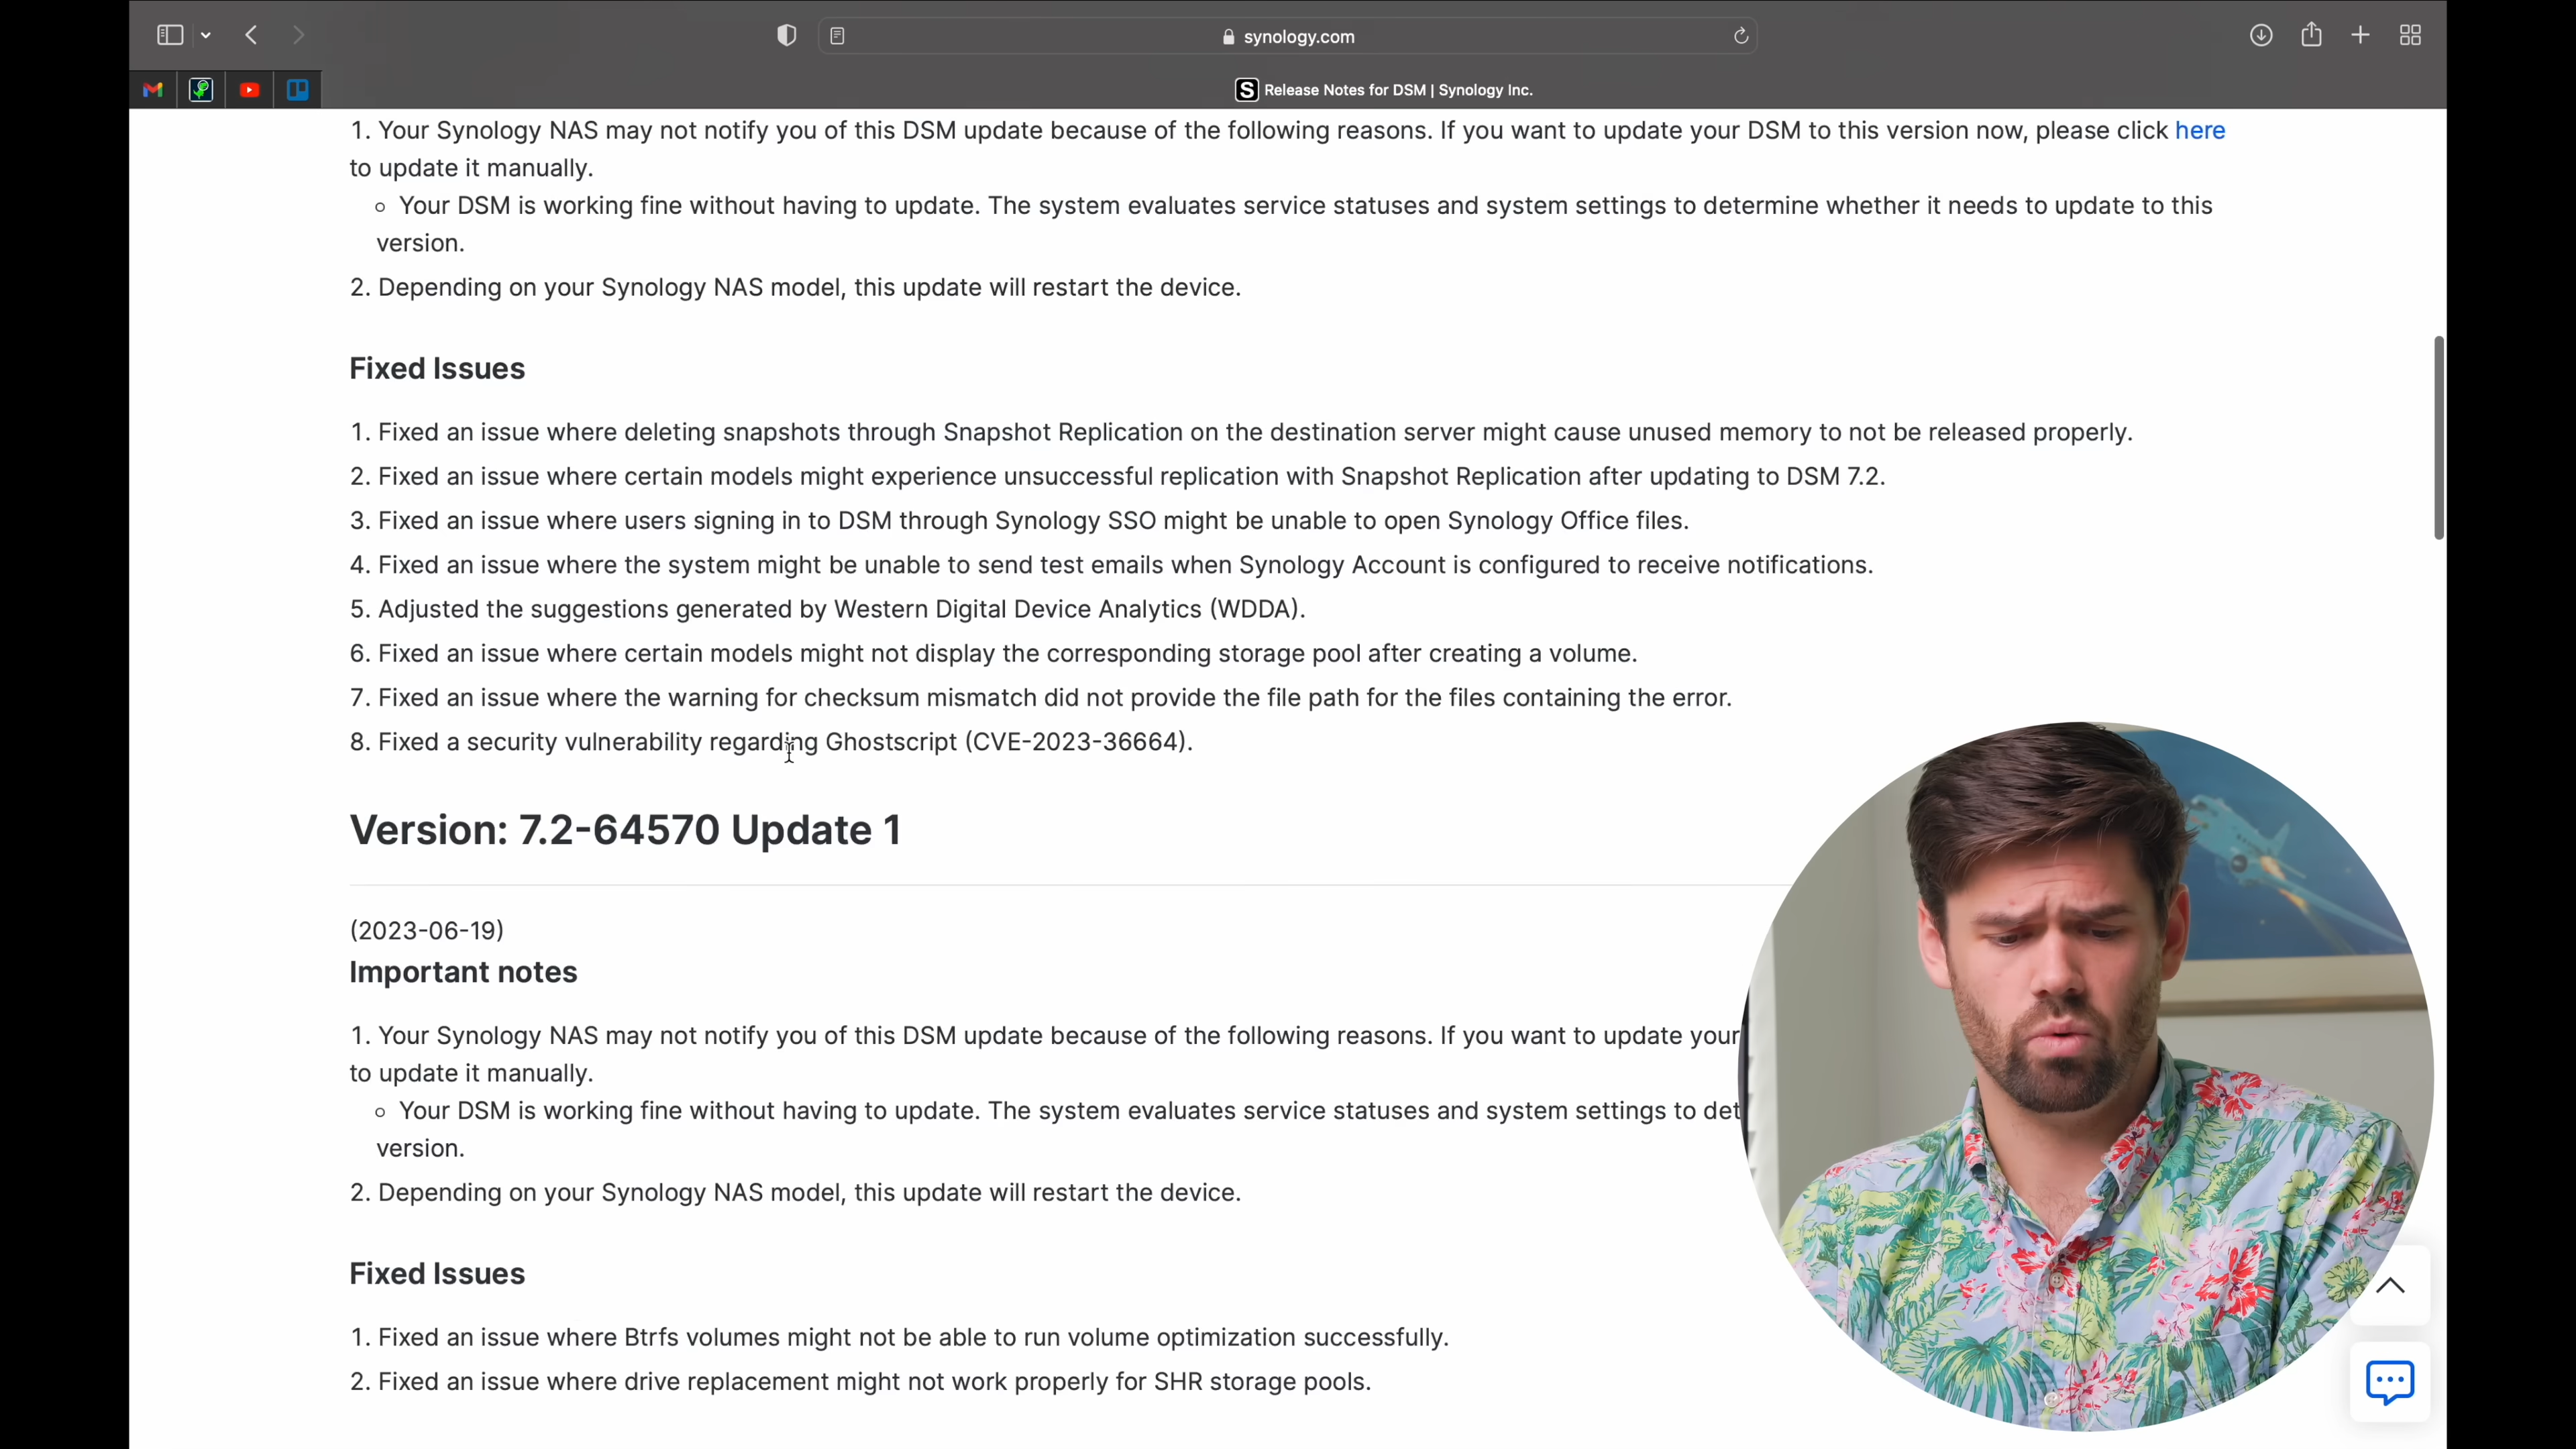 synology.com
S Release Notes for DSM | Synology Inc.
1. Your Synology NAS may not notify you of this DSM update because of the following reasons. If you want to update your DSM to this version now, please click here
to update it manually.
Your DSM is working fine without having to update. The system evaluates service statuses and system settings to determine whether it needs to update to this
version.
2. Depending on your Synology NAS model, this update will restart the device.
Fixed Issues
1. Fixed an issue where deleting snapshots through Snapshot Replication on the destination server might cause unused memory to not be released properly.
2. Fixed an issue where certain models might experience unsuccessful replication with Snapshot Replication after updating to DSM 7.2.
3. Fixed an issue where users signing in to DSM through Synology SSO might be unable to open Synology Office files.
4. Fixed an issue where the system might be unable to send test emails when Synology Account is configured to receive notifications.
5. Adjusted the suggestions generated by Western Digital Device Analytics (WDDA).
6. Fixed an issue where certain models might not display the corresponding storage pool after creating a volume.
7. Fixed an issue where the warning for checksum mismatch did not provide the file path for the files containing the error.
8. Fixed a security vulnerability regarding Ghostscript (CVE-2023-36664).
Version: 7.2-64570 Update 1
(2023-06-19)
Important notes
1. Your Synology NAS may not notify you of this DSM update because of the following reasons. If you want to update your
to update it manually.
Your DSM is working fine without having to update. The system evaluates service statuses and system settings to det
version.
2. Depending on your Synology NAS model, this update will restart the device.
Fixed Issues
1. Fixed an issue where Btrfs volumes might not be able to run volume optimization successfully.
2. Fixed an issue where drive replacement might not work properly for SHR storage pools.